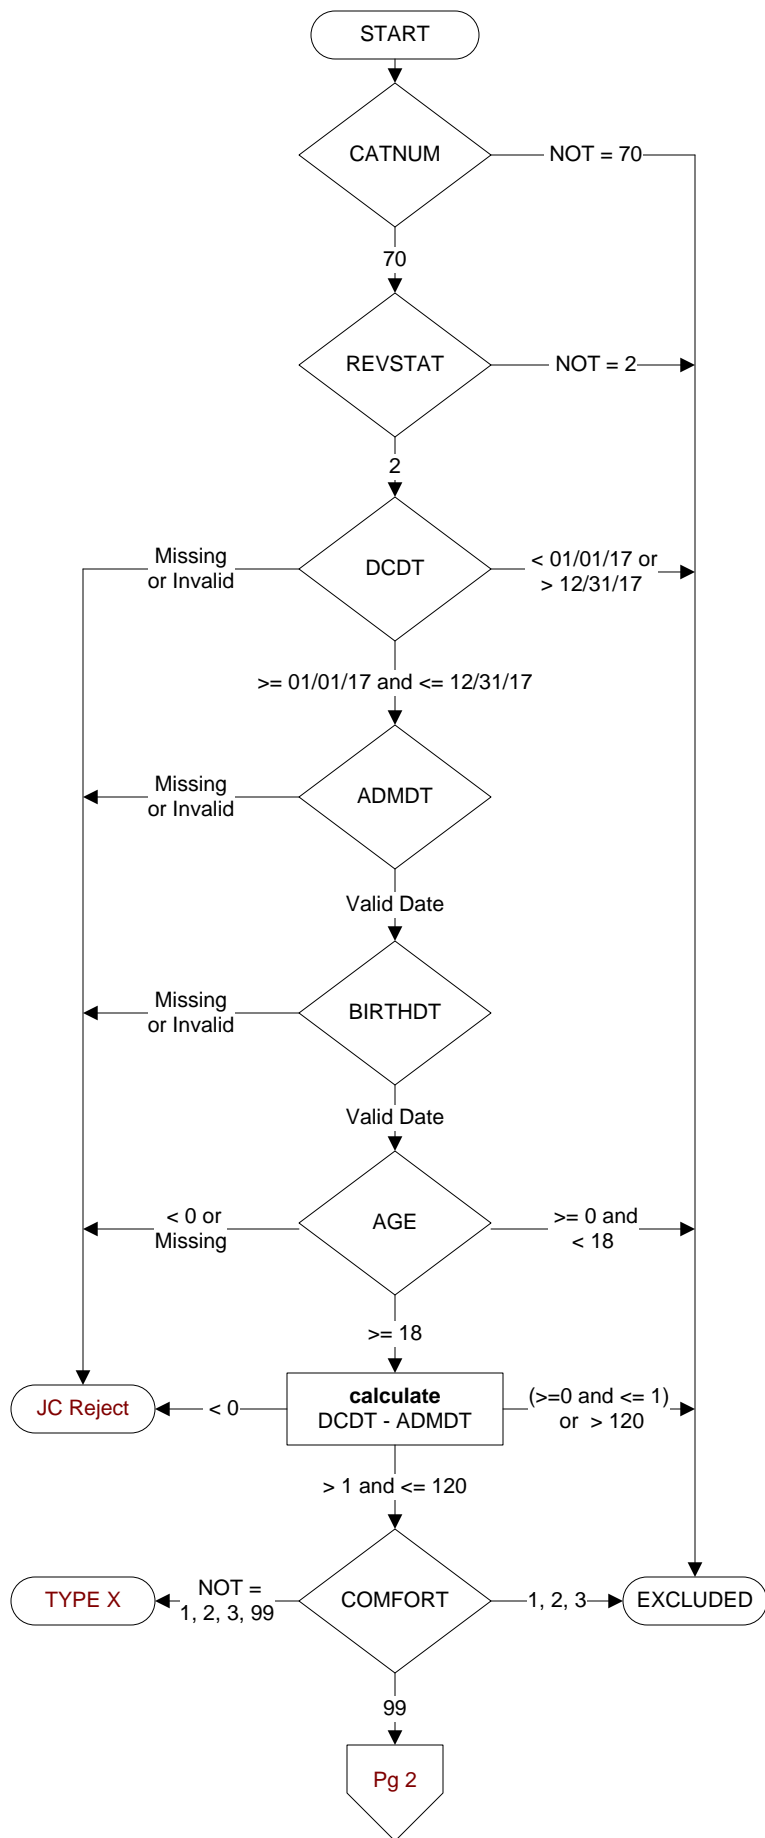 START
CATNUM
NOT = 70
70
REVSTAT
NOT = 2
2
Missing
or Invalid
DCDT
< 01/01/17 or
> 12/31/17
>= 01/01/17 and <= 12/31/17
Missing
or Invalid
ADMDT
Valid Date
Missing
or Invalid
BIRTHDT
Valid Date
< 0 or
Missing
AGE
>= 0 and
< 18
>= 18
JC Reject
< 0
calculate
DCDT - ADMDT
(>=0 and <= 1)
or > 120
> 1 and <= 120
TYPE X
NOT =
1, 2, 3, 99
COMFORT
1, 2, 3
EXCLUDED
99
Pg 2